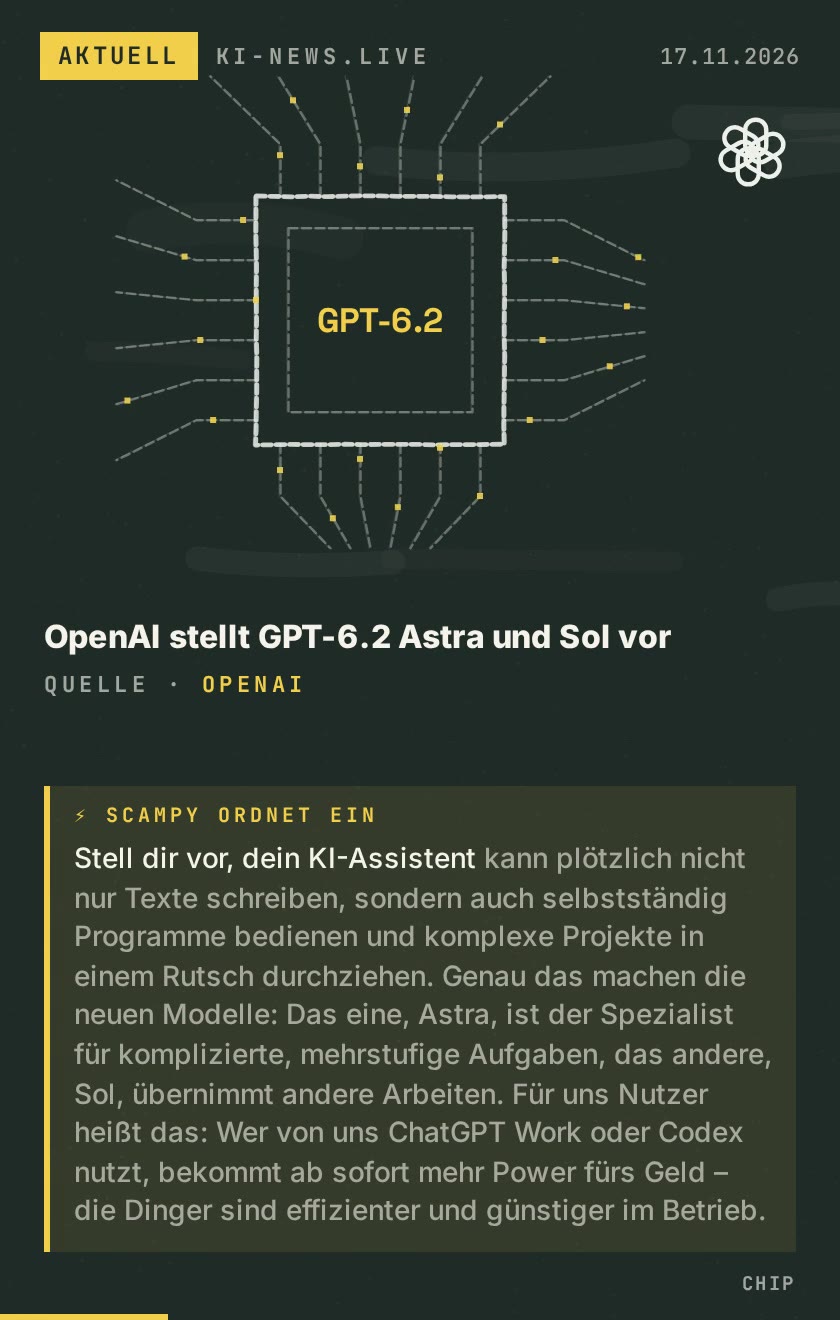 AKTUELL KI-NEWS.LIVE 17.11.2026
GPT-6.2
OpenAI stellt GPT-6.2 Astra und Sol vor
QUELLE · OPENAI
⚡ SCAMPY ORDNET EIN
Stell dir vor, dein KI-Assistent kann plötzlich nicht
nur Texte schreiben, sondern auch selbstständig
Programme bedienen und komplexe Projekte in
einem Rutsch durchziehen. Genau das machen die
neuen Modelle: Das eine, Astra, ist der Spezialist
für komplizierte, mehrstufige Aufgaben, das andere,
Sol, übernimmt andere Arbeiten. Für uns Nutzer
heißt das: Wer von uns ChatGPT Work oder Codex
nutzt, bekommt ab sofort mehr Power fürs Geld –
die Dinger sind effizienter und günstiger im Betrieb.
CHIP